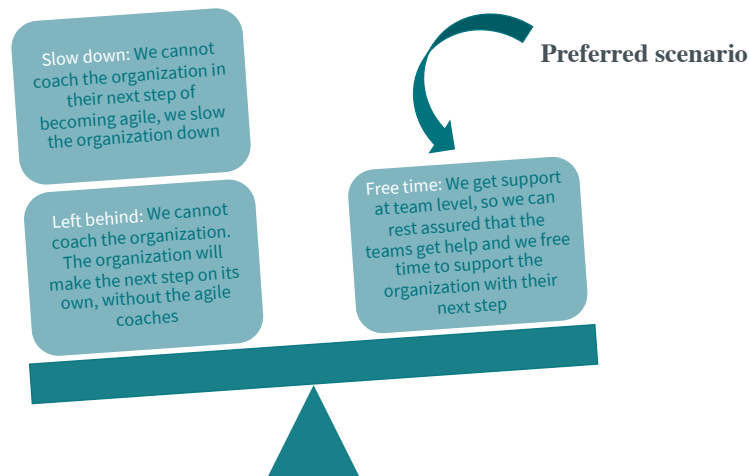 Slow down: We cannot
coach the organization in
their next step of
becoming agile, we slow
the organization down
Left behind: We cannot
coach the organization.
The organization will
make the next step on its
own, without the agile
coaches
Preferred scenario
Free time: We get support
at team level, so we can
rest assured that the
teams get help and we free
time to support the
organization with their
next step